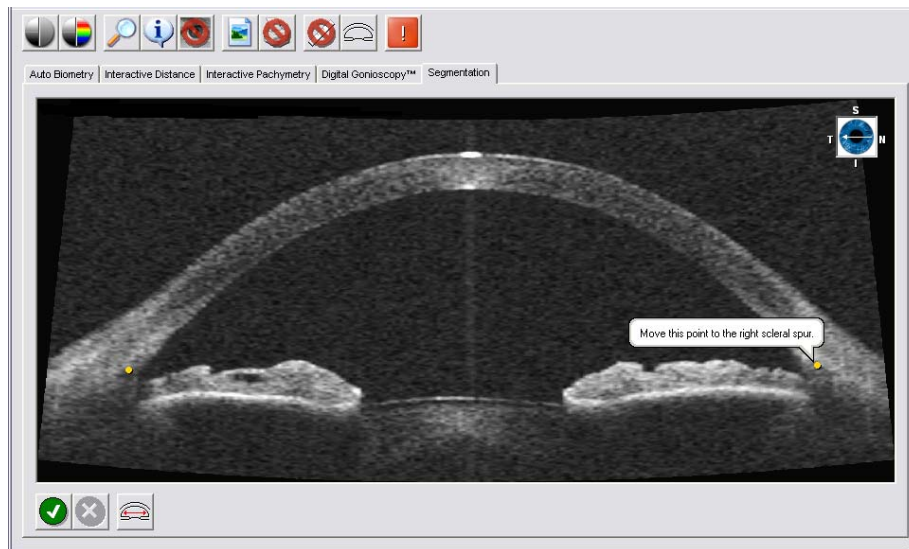 Auto Biometry
Interactive Distance
Interactive Pachymetry
Digital Gonioscopy™
Segmentation
S
T
N
I
Move this point to the right scleral spur.